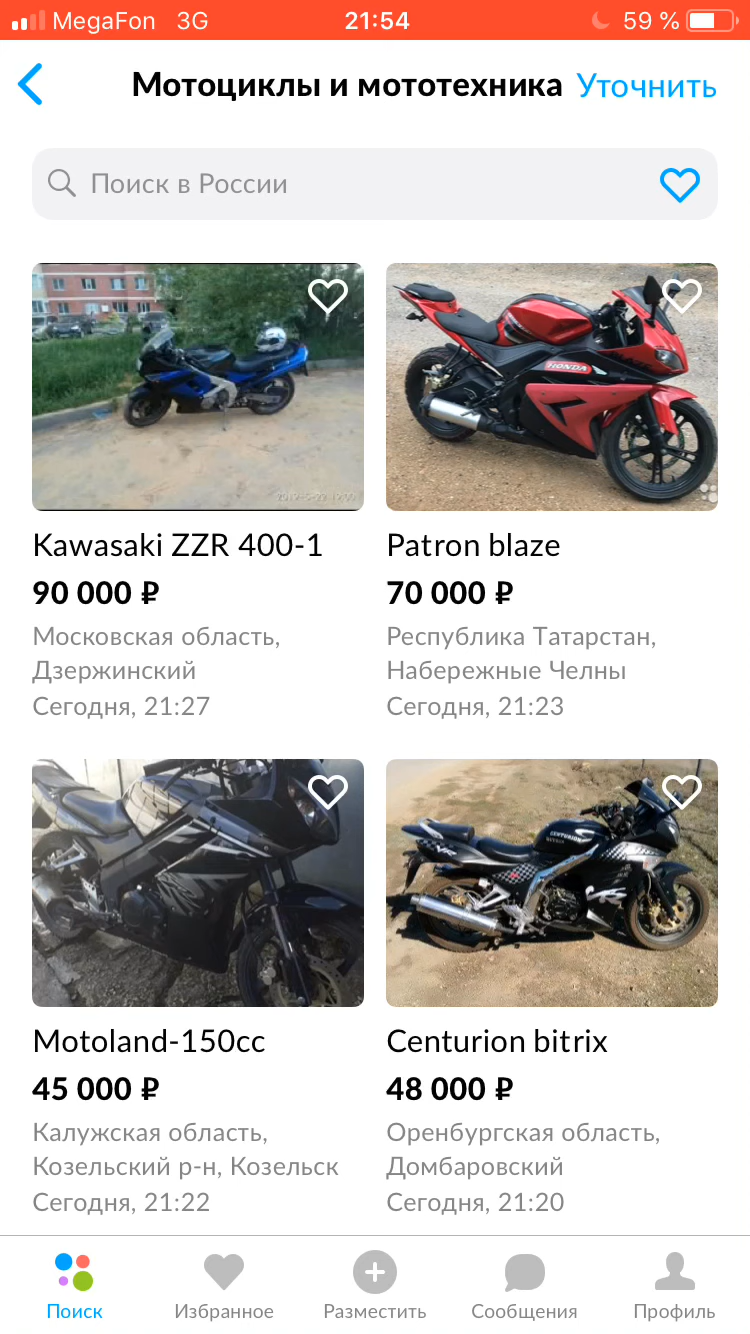 MegaFon 3G 21:54 59 %
Мотоциклы и мототехника Уточнить
Поиск в России
HONDA
Kawasaki ZZR 400-1
90 000 ₽
Московская область,
Дзержинский
Сегодня, 21:27
Patron blaze
70 000 ₽
Республика Татарстан,
Набережные Челны
Сегодня, 21:23
CENTURION
Motoland-150cc
45 000 ₽
Калужская область,
Козельский р-н, Козельск
Сегодня, 21:22
Centurion bitrix
48 000 ₽
Оренбургская область,
Домбаровский
Сегодня, 21:20
Поиск Избранное Разместить Сообщения Профиль